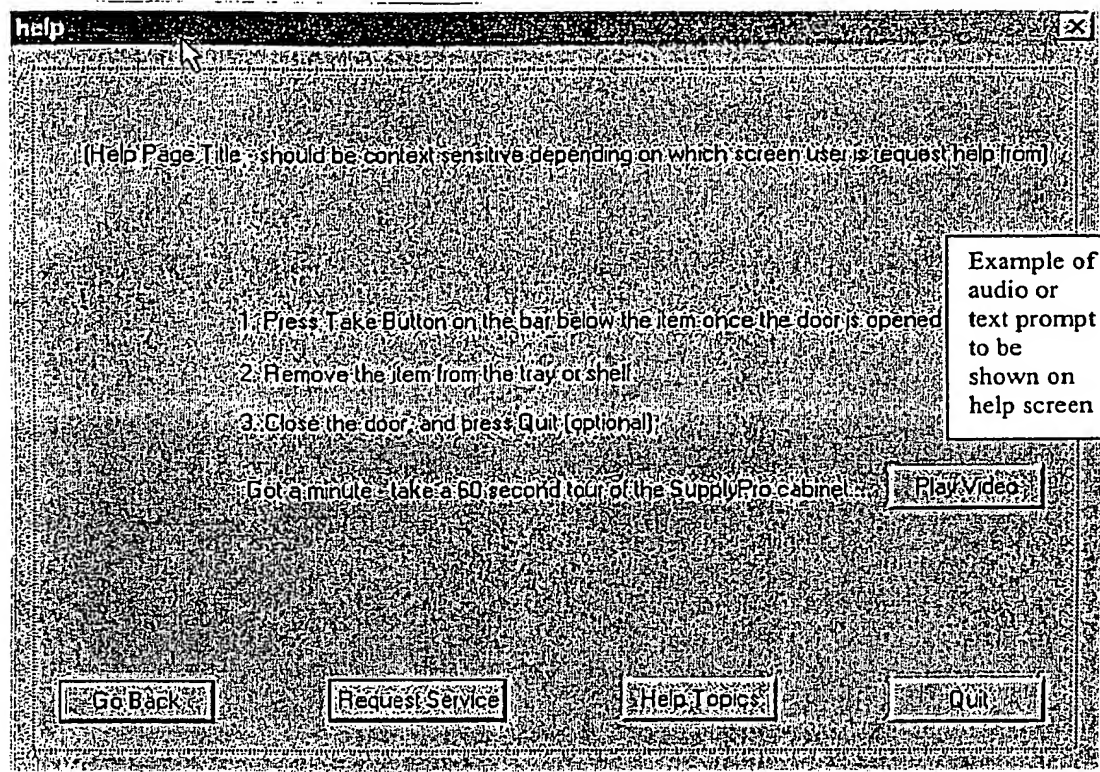 help
(Help Page Title - should be context sensitive depending on which screen user is request help from)
Example of
audio or
text prompt
to be
shown on
help screen
1. Press Take Button on the bar below the item once the door is opened
2. Remove the item from the tray or shelf.
3. Close the door, and press Quit (optional).
Got a minute - take a 60 second tour of the SupplyPro cabinet....
Play Video
Go Back
Request Service
Help Topics
Quit